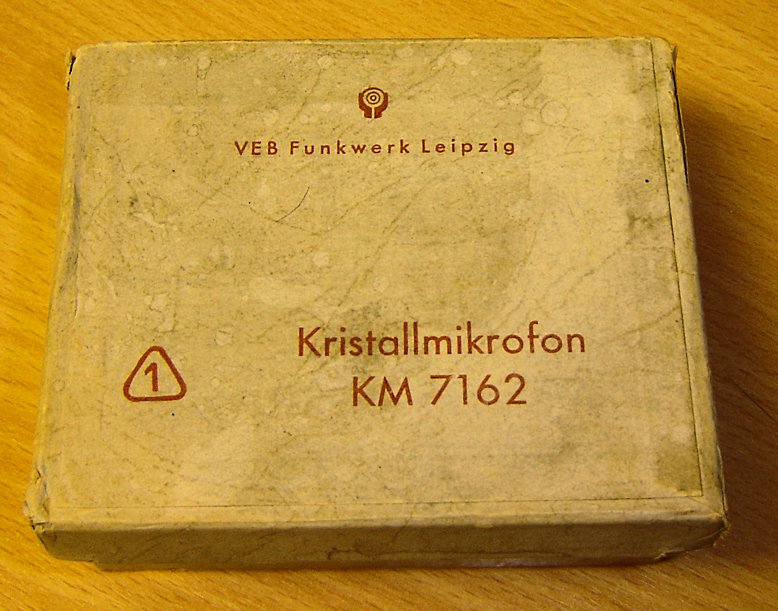 VEB Funkwerk Leipzig
Kristallmikrofon
1
KM 7162